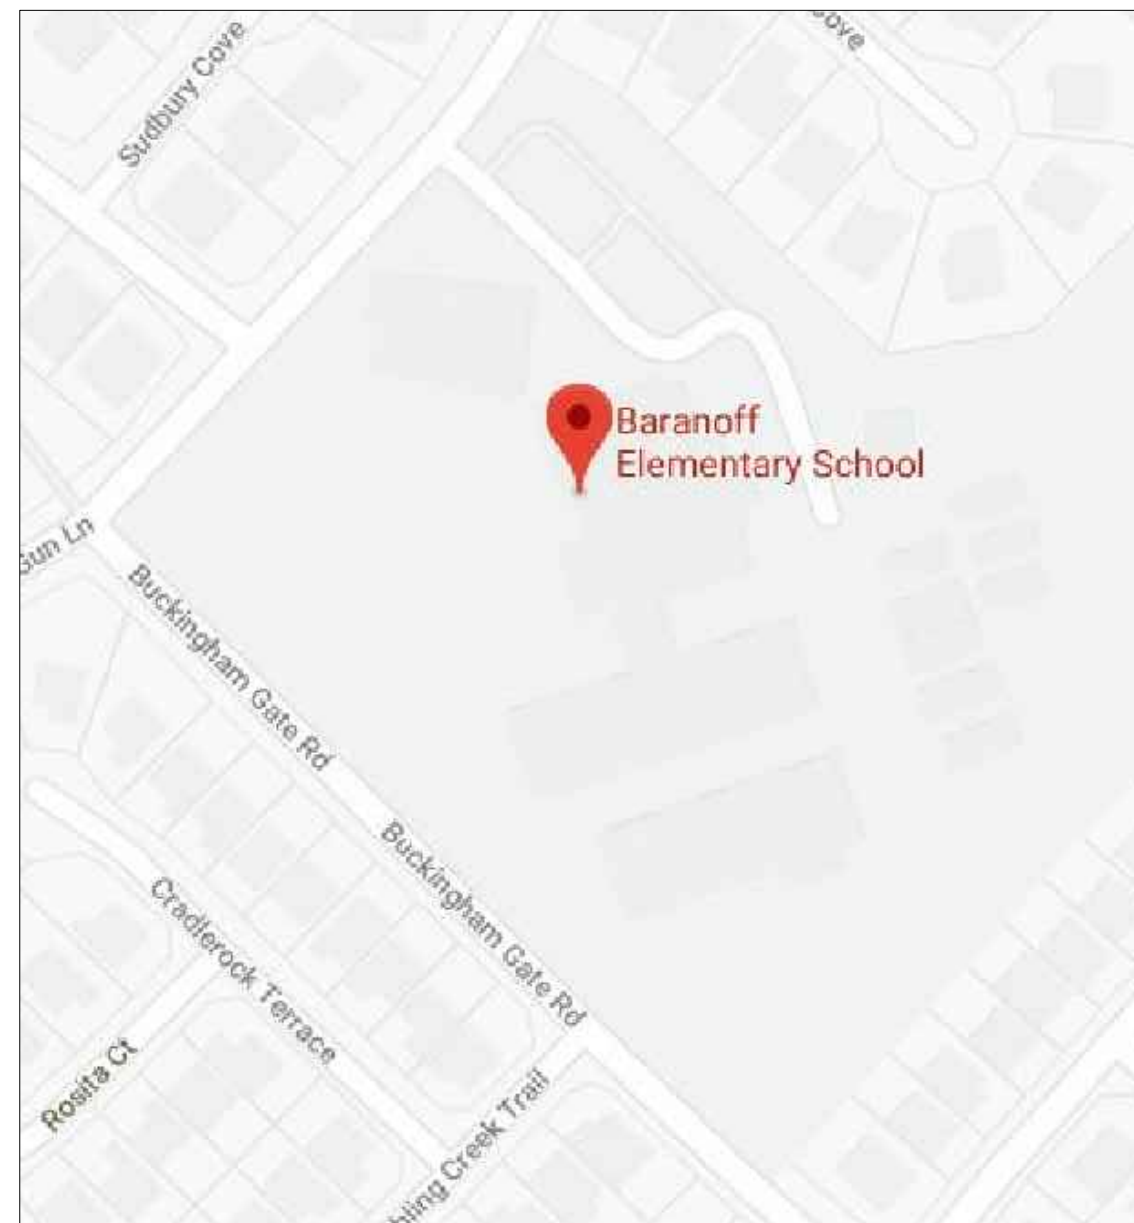 Cove
Sudbury Cove
Baranoff
Elementary School
Sun Ln
Buckingham Gate Rd
Buckingham Gate Rd
Cradlerock Terrace
Rosita Ct
Creek Trail